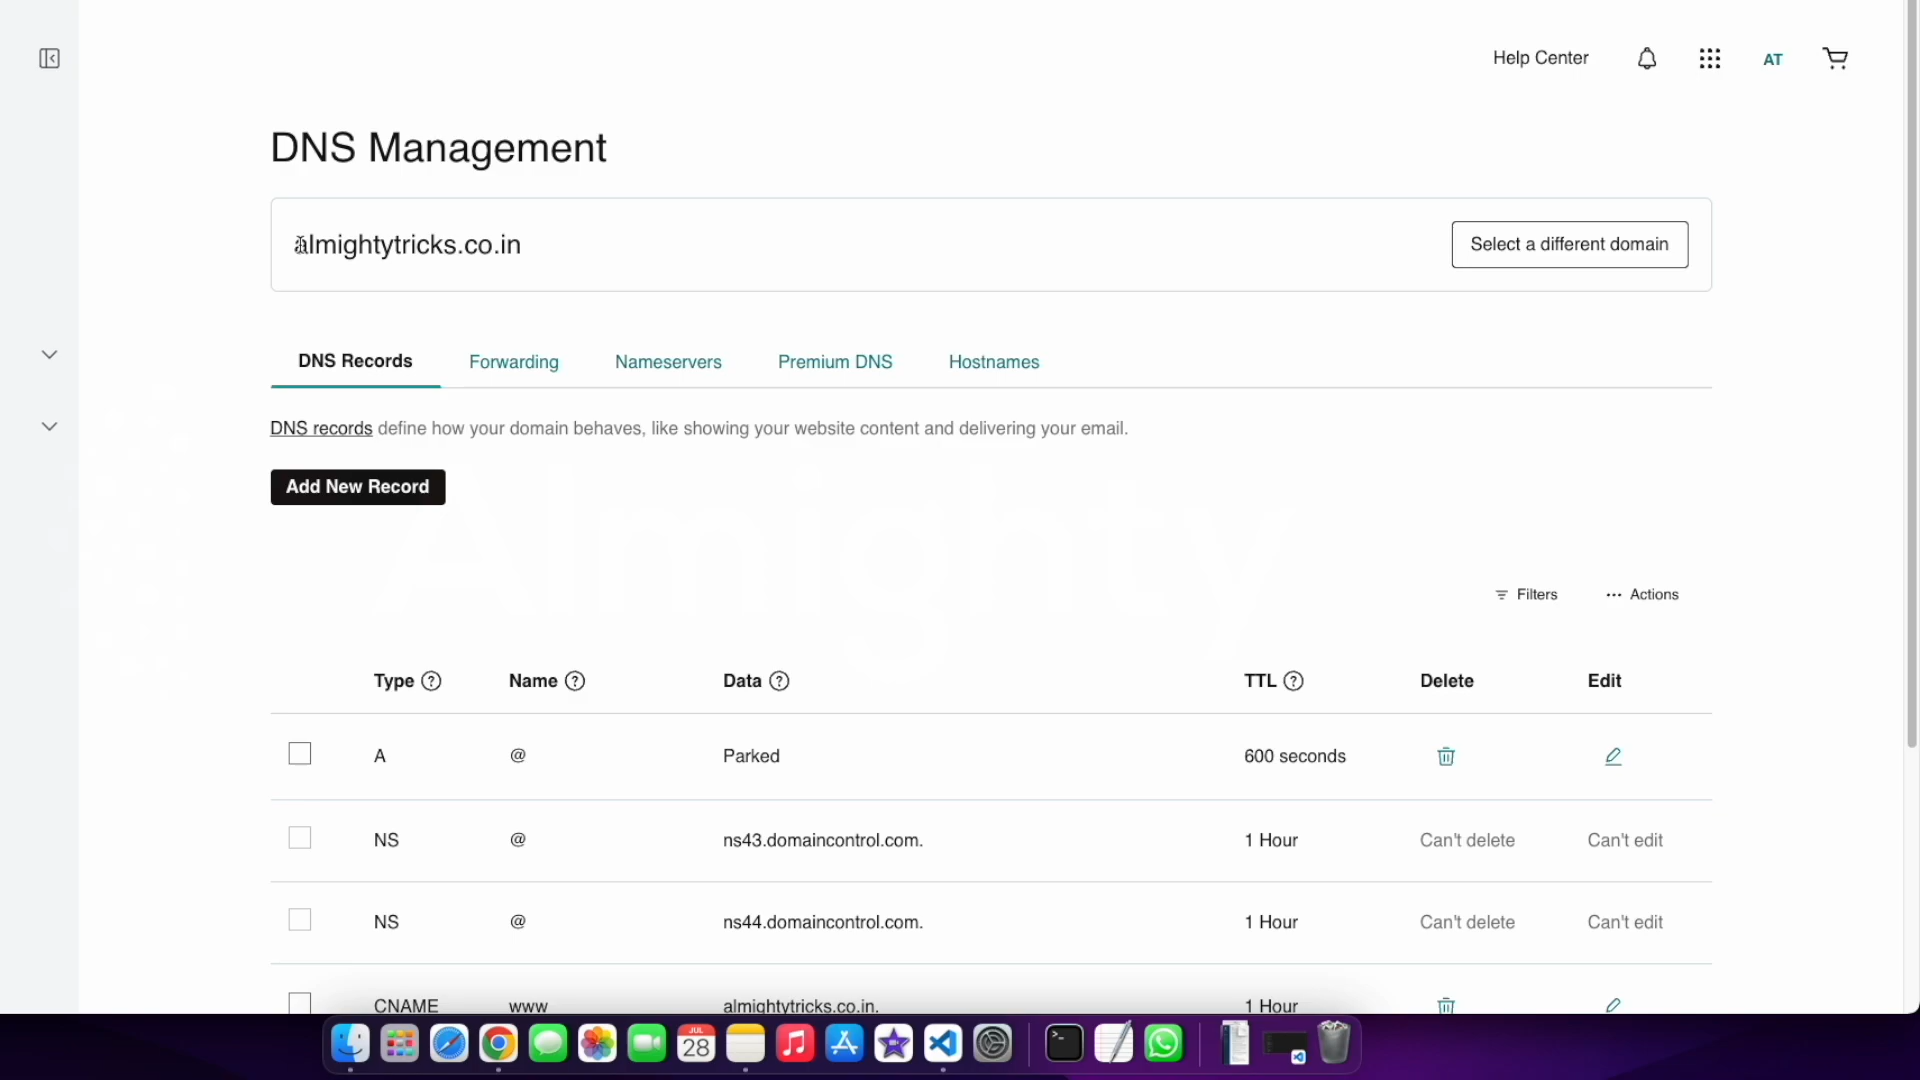 Help Center
AT
DNS Management
almightytricks.co.in
Select a different domain
DNS Records
Forwarding
Nameservers
Premium DNS
Hostnames
DNS records define how your domain behaves, like showing your website content and delivering your email.
Add New Record
Almighty
Filters
Actions
Type Name Data TTL Delete Edit
A @ Parked 600 seconds
NS @ ns43.domaincontrol.com. 1 Hour Can't delete Can't edit
NS @ ns44.domaincontrol.com. 1 Hour Can't delete Can't edit
CNAME www almightytricks.co.in. 1 Hour
JUL
28